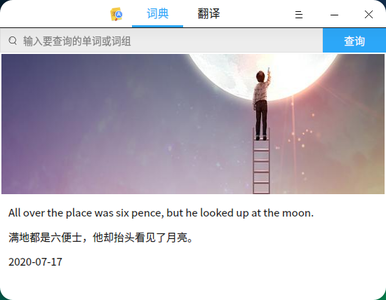 词典 翻译
输入要查询的单词或词组 查询
All over the place was six pence, but he looked up at the moon.
满地都是六便士，他却抬头看见了月亮。
2020-07-17